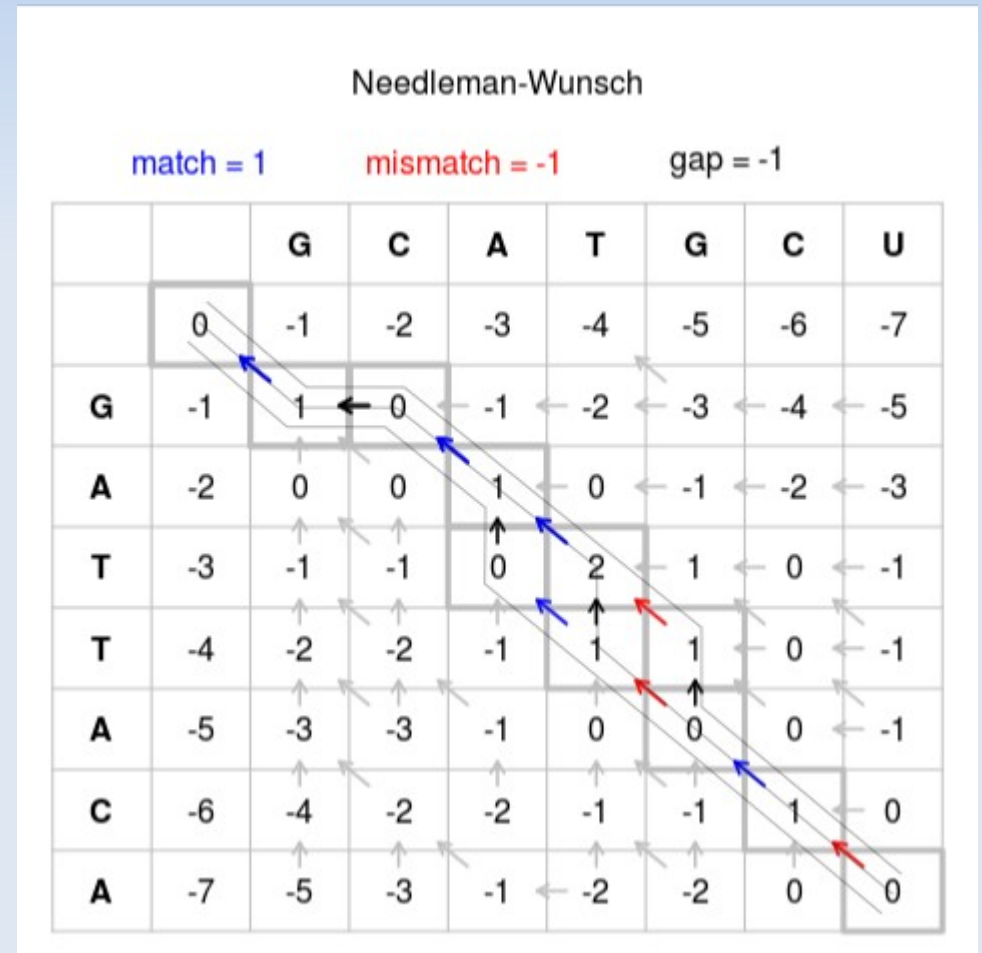 Needleman-Wunsch
match = 1 mismatch = -1 gap = -1
G C A T G C U
0 -1 -2 -3 -4 -5 -6 -7
G -1 1 0 -1 -2 -3 -4 -5
A -2 0 0 1 0 -1 -2 -3
T -3 -1 -1 0 2 1 0 -1
T -4 -2 -2 -1 1 1 0 -1
A -5 -3 -3 -1 0 0 0 -1
C -6 -4 -2 -2 -1 -1 1 0
A -7 -5 -3 -1 -2 -2 0 0